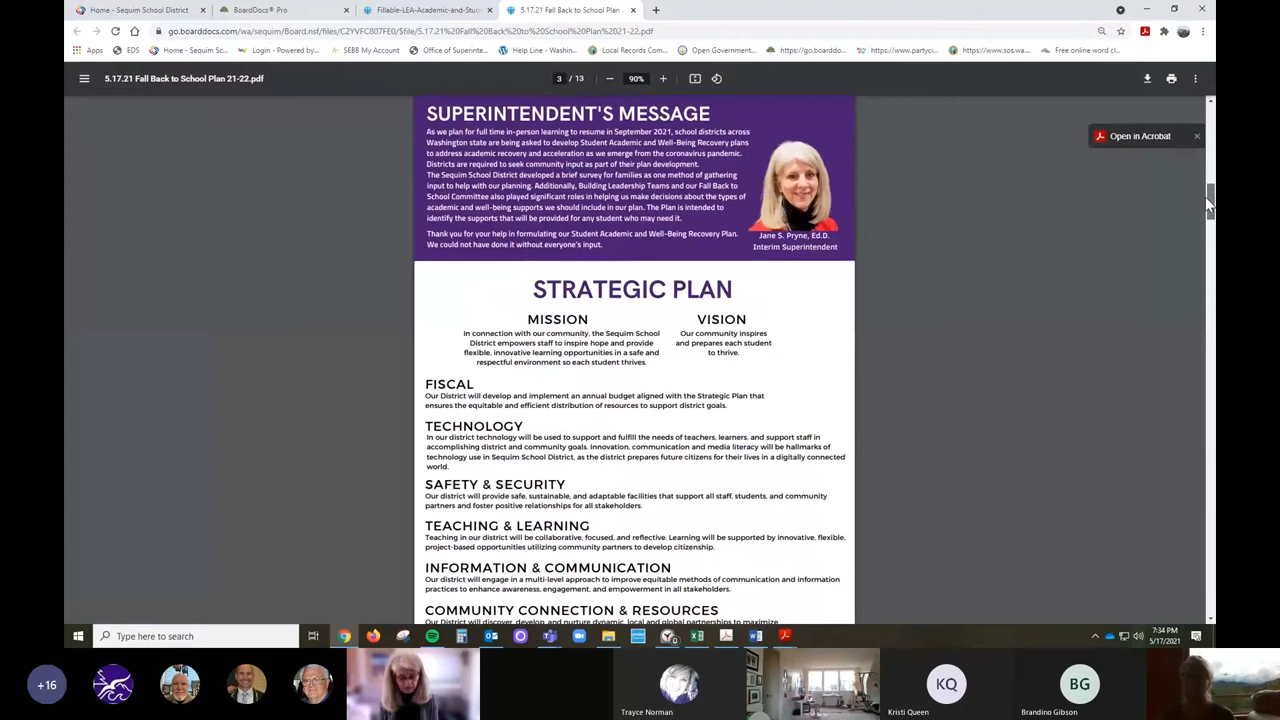 Home - Sequim School District
BoardDocs® Pro
Fillable-LEA-Academic-and-Stud
5.17.21 Fall Back to School Plan
go.boarddocs.com/wa/sequim/Board.nsf/files/C2YVFC807FE0/$file/5.17.21%20Fall%20Back%20to%20School%20Plan%2021-22.pdf
Apps
EDS
Home - Sequim Sc...
Login - Powered by...
SEBB My Account
Office of Superinte...
Help Line - Washin...
Local Records Com...
Open Government...
https://go.boarddo...
https://www.partyci...
https://www.sos.wa...
Free online word cl...
5.17.21 Fall Back to School Plan 21-22.pdf
3 / 13
90%
Open in Acrobat
SUPERINTENDENT'S MESSAGE
As we plan for full time in-person learning to resume in September 2021, school districts across
Washington state are being asked to develop Student Academic and Well-Being Recovery plans
to address academic recovery and acceleration as we emerge from the coronavirus pandemic.
Districts are required to seek community input as part of their plan development.
The Sequim School District developed a brief survey for families as one method of gathering
input to help with our planning. Additionally, Building Leadership Teams and our Fall Back to
School Committee also played significant roles in helping us make decisions about the types of
academic and well-being supports we should include in our plan. The Plan is intended to
identify the supports that will be provided for any student who may need it.
Thank you for your help in formulating our Student Academic and Well-Being Recovery Plan.
We could not have done it without everyone's input.
Jane S. Pryne, Ed.D.
Interim Superintendent
STRATEGIC PLAN
MISSION
In connection with our community, the Sequim School
District empowers staff to inspire hope and provide
flexible, innovative learning opportunities in a safe and
respectful environment so each student thrives.
VISION
Our community inspires
and prepares each student
to thrive.
FISCAL
Our District will develop and implement an annual budget aligned with the Strategic Plan that
ensures the equitable and efficient distribution of resources to support district goals.
TECHNOLOGY
In our district technology will be used to support and fulfill the needs of teachers, learners, and support staff in
accomplishing district and community goals. Innovation, communication and media literacy will be hallmarks of
technology use in Sequim School District, as the district prepares future citizens for their lives in a digitally connected
world.
SAFETY & SECURITY
Our district will provide safe, sustainable, and adaptable facilities that support all staff, students, and community
partners and foster positive relationships for all stakeholders.
TEACHING & LEARNING
Teaching in our district will be collaborative, focused, and reflective. Learning will be supported by innovative, flexible,
project-based opportunities utilizing community partners to develop citizenship.
INFORMATION & COMMUNICATION
Our district will engage in a multi-level approach to improve equitable methods of communication and information
practices to enhance awareness, engagement, and empowerment in all stakeholders.
COMMUNITY CONNECTION & RESOURCES
Our District will discover, develop, and nurture dynamic, local and global partnerships to maximize
Type here to search
7:34 PM
5/17/2021
+16
Trayce Norman
KQ
Kristi Queen
BG
Brandino Gibson